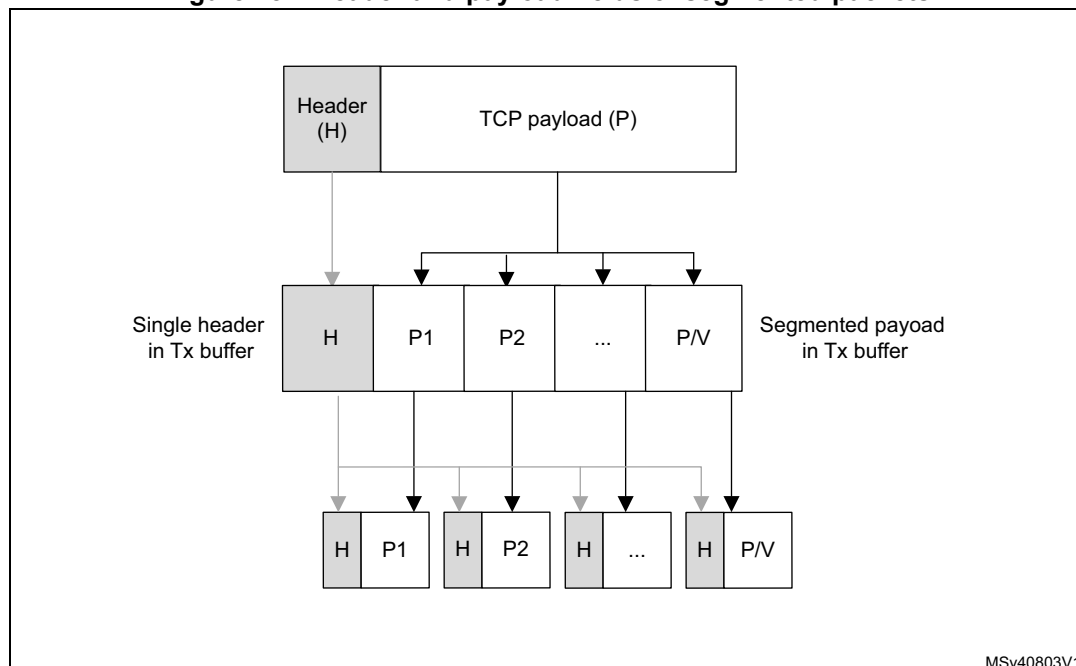 Header
(H)
TCP payload (P)
Single header
in Tx buffer
H
P1
P2
...
P/V
Segmented payoad
in Tx buffer
H
P1
H
P2
H
...
H
P/V
MSv40803V1